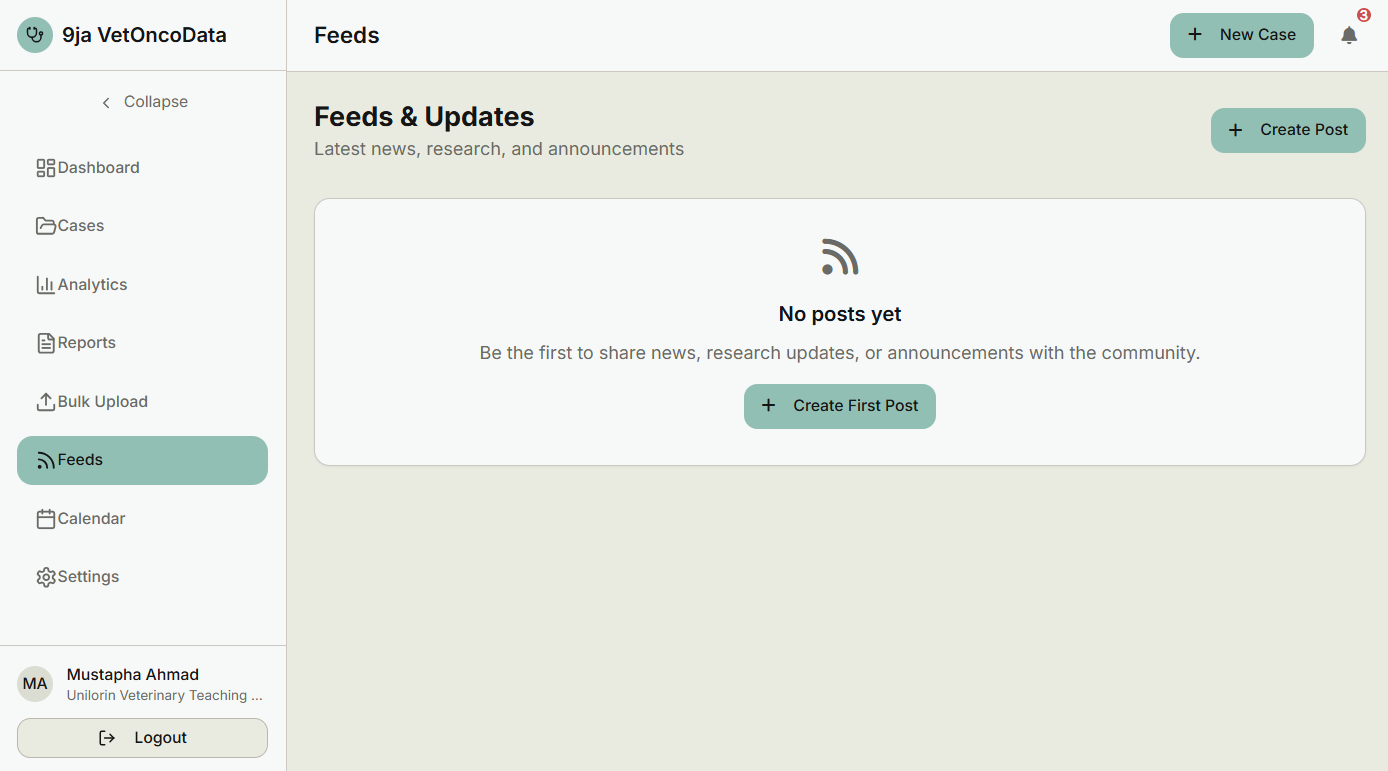 9ja VetOncoData
Collapse
Dashboard
Cases
Analytics
Reports
Bulk Upload
Feeds
Calendar
Settings
MA
Mustapha Ahmad
Unilorin Veterinary Teaching ...
Logout
Feeds
New Case
3
Feeds & Updates
Latest news, research, and announcements
Create Post
No posts yet
Be the first to share news, research updates, or announcements with the community.
Create First Post